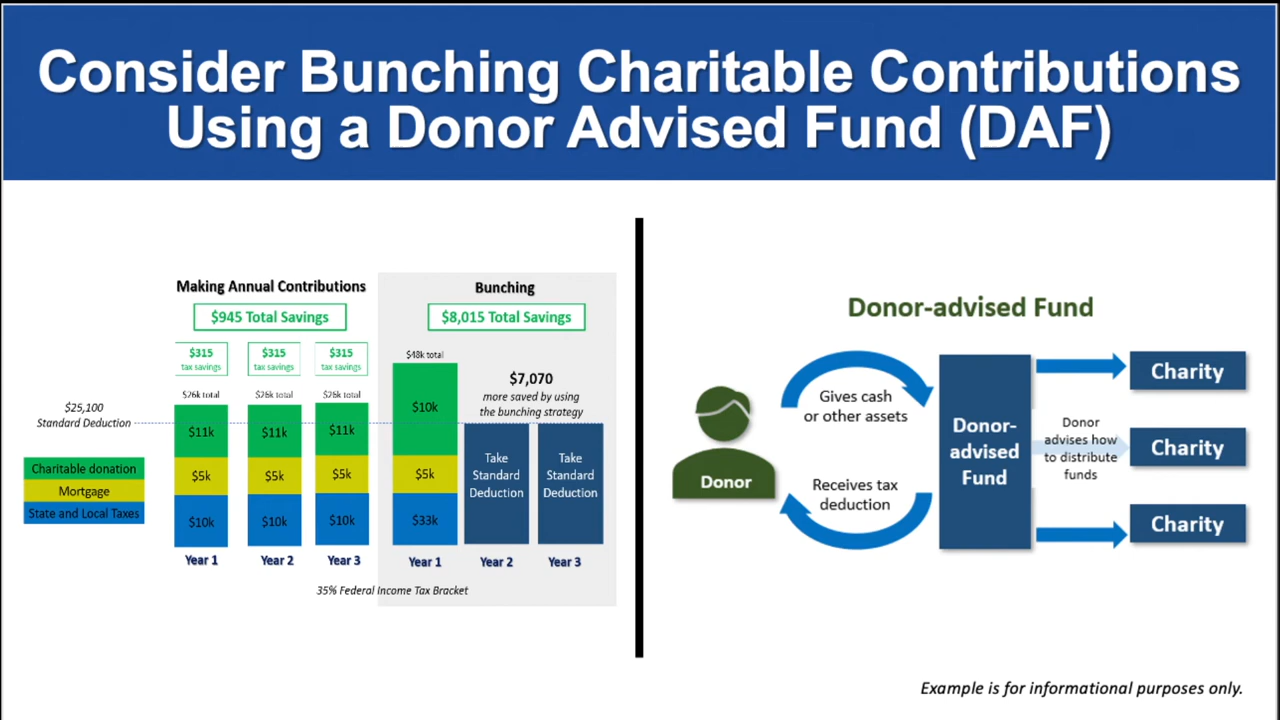 Consider Bunching Charitable Contributions
Using a Donor Advised Fund (DAF)
Making Annual Contributions
$945 Total Savings
$315
tax savings
$315
tax savings
$315
tax savings
$26k total
$26k total
$26k total
$25,100
Standard Deduction
$11k
$11k
$11k
Charitable donation
Mortgage
State and Local Taxes
$5k
$5k
$5k
$10k
$10k
$10k
Year 1
Year 2
Year 3
Bunching
$8,015 Total Savings
$48k total
$7,070
more saved by using
the bunching strategy
$10k
$5k
$33k
Take
Standard
Deduction
Take
Standard
Deduction
Year 1
Year 2
Year 3
35% Federal Income Tax Bracket
Donor-advised Fund
Donor
Gives cash
or other assets
Receives tax
deduction
Donor-
advised
Fund
Donor
advises how
to distribute
funds
Charity
Charity
Charity
Example is for informational purposes only.